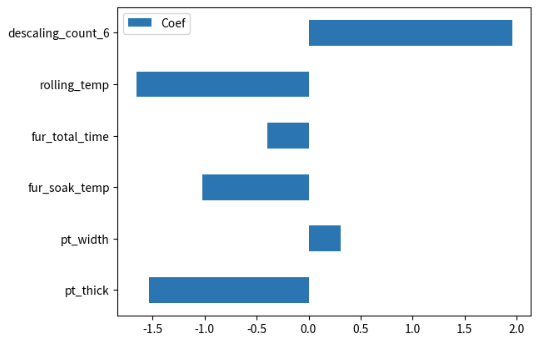 Coef
descaling_count_6
rolling_temp
fur_total_time
fur_soak_temp
pt_width
pt_thick
-1.5 -1.0 -0.5 0.0 0.5 1.0 1.5 2.0